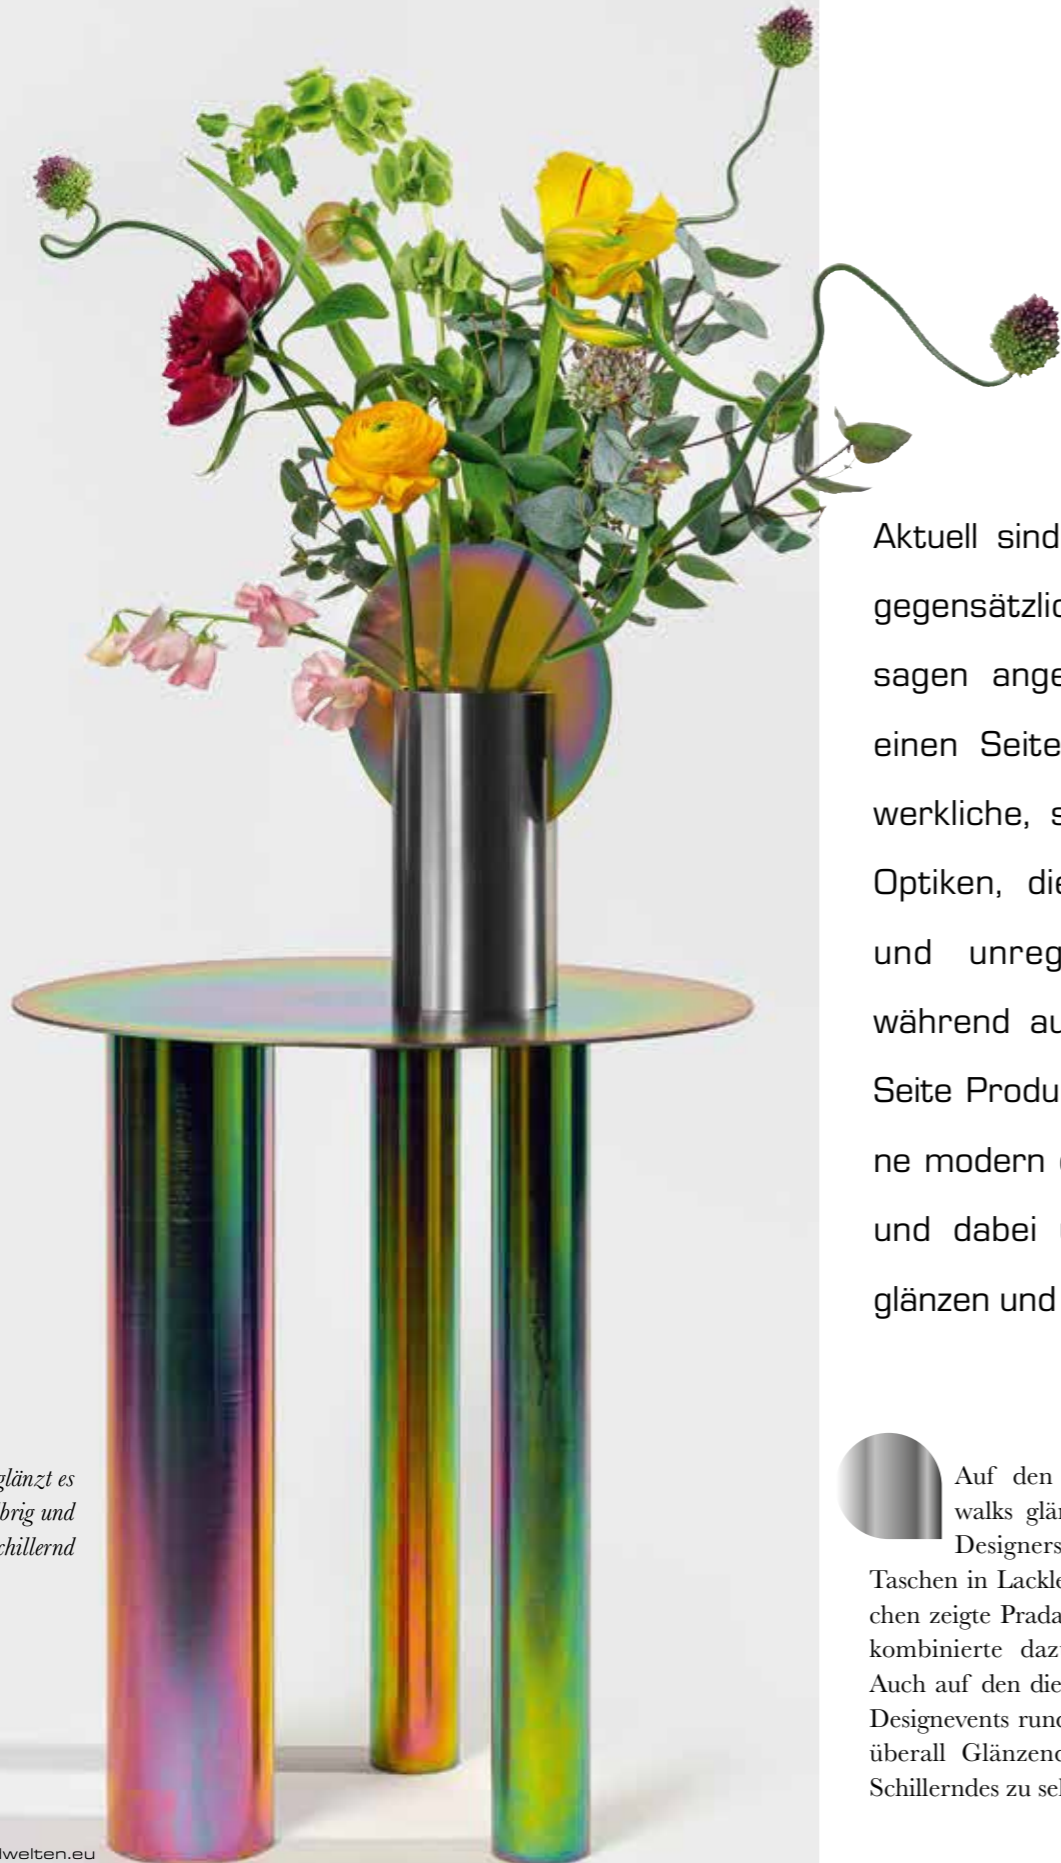 Aktuell sind
gegensätzlic
sagen ange
einen Seite
werkliche, s
Optiken, die
und unreg
während au
Seite Produ
ne modern
und dabei
glänzen und
glänzt es
brig und
chillernd
Auf den
walks glän
Designers
Taschen in Lackle
chen zeigte Prada
kombinierte daz
Auch auf den die
Designevents rund
überall Glänzend
Schillerndes zu sel
lwelten.eu